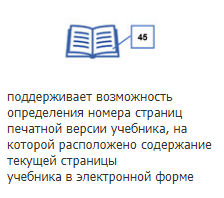 45
поддерживает возможность
определения номера страниц
печатной версии учебника, на
которой расположено содержание
текущей страницы
учебника в электронной форме